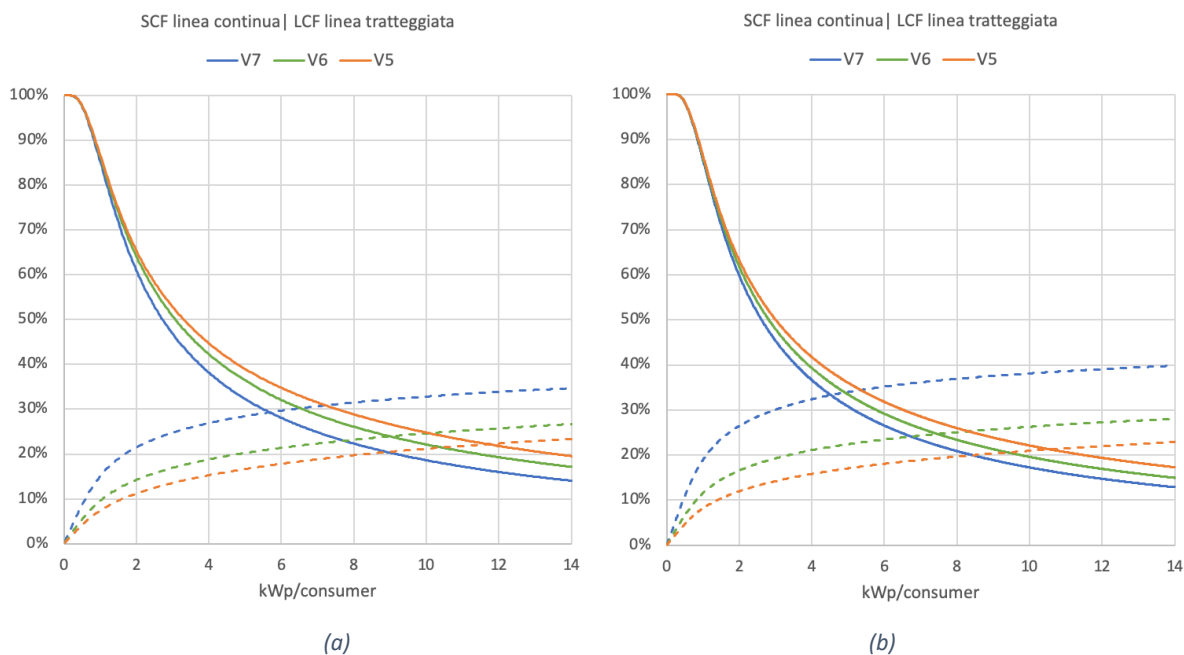 SCF linea continua| LCF linea tratteggiata
V7 V6 V5
100%
90%
80%
70%
60%
50%
40%
30%
20%
10%
0%
0 2 4 6 8 10 12 14
kWp/consumer
(a)
SCF linea continua| LCF linea tratteggiata
V7 V6 V5
100%
90%
80%
70%
60%
50%
40%
30%
20%
10%
0%
0 2 4 6 8 10 12 14
kWp/consumer
(b)